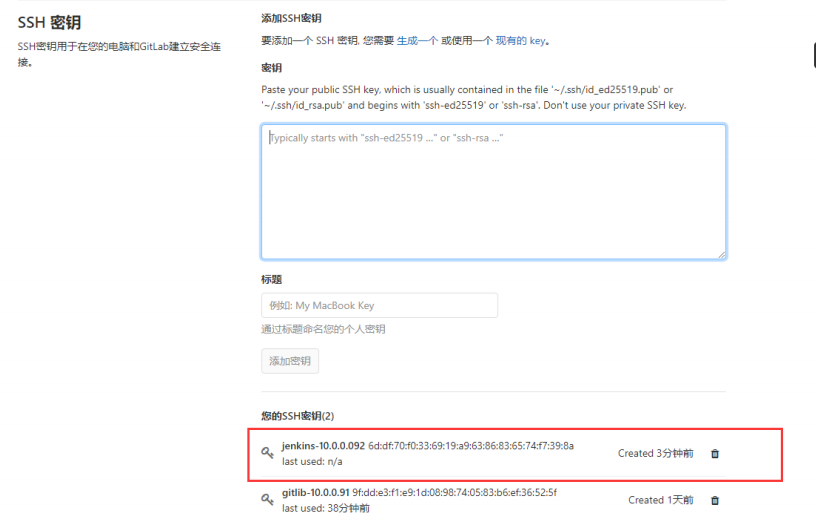 SSH 密钥
SSH密钥用于在您的电脑和GitLab建立安全连
接。
添加SSH密钥
要添加一个 SSH 密钥, 您需要 生成一个 或使用一个 现有的 key。
密钥
Paste your public SSH key, which is usually contained in the file '~/.ssh/id_ed25519.pub' or
'~/.ssh/id_rsa.pub' and begins with 'ssh-ed25519' or 'ssh-rsa'. Don't use your private SSH key.
Typically starts with "ssh-ed25519 ..." or "ssh-rsa ..."
标题
例如: My MacBook Key
通过标题命名您的个人密钥
添加密钥
您的SSH密钥(2)
jenkins-10.0.0.092 6d:df:70:f0:33:69:19:a9:63:86:83:65:74:f7:39:8a
last used: n/a
Created 3分钟前
gitlib-10.0.0.91 9f:dd:e3:f1:e9:1d:08:98:74:05:83:b6:ef:36:52:5f
last used: 38分钟前
Created 1天前